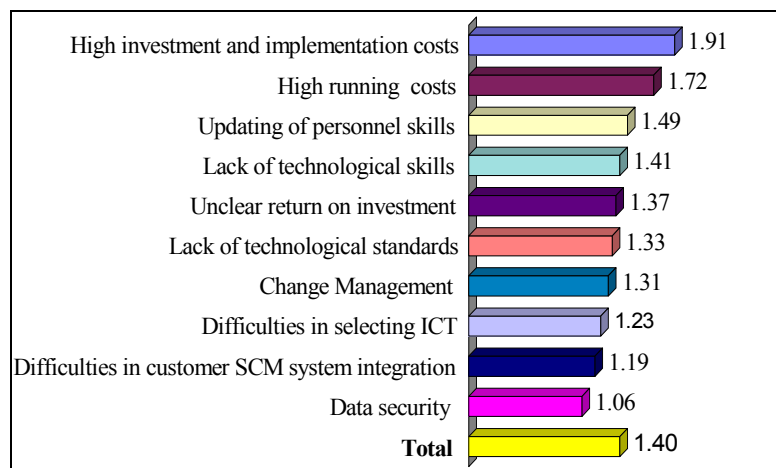 High investment and implementation costs 1.91
High running costs 1.72
Updating of personnel skills 1.49
Lack of technological skills 1.41
Unclear return on investment 1.37
Lack of technological standards 1.33
Change Management 1.31
Difficulties in selecting ICT 1.23
Difficulties in customer SCM system integration 1.19
Data security 1.06
Total 1.40